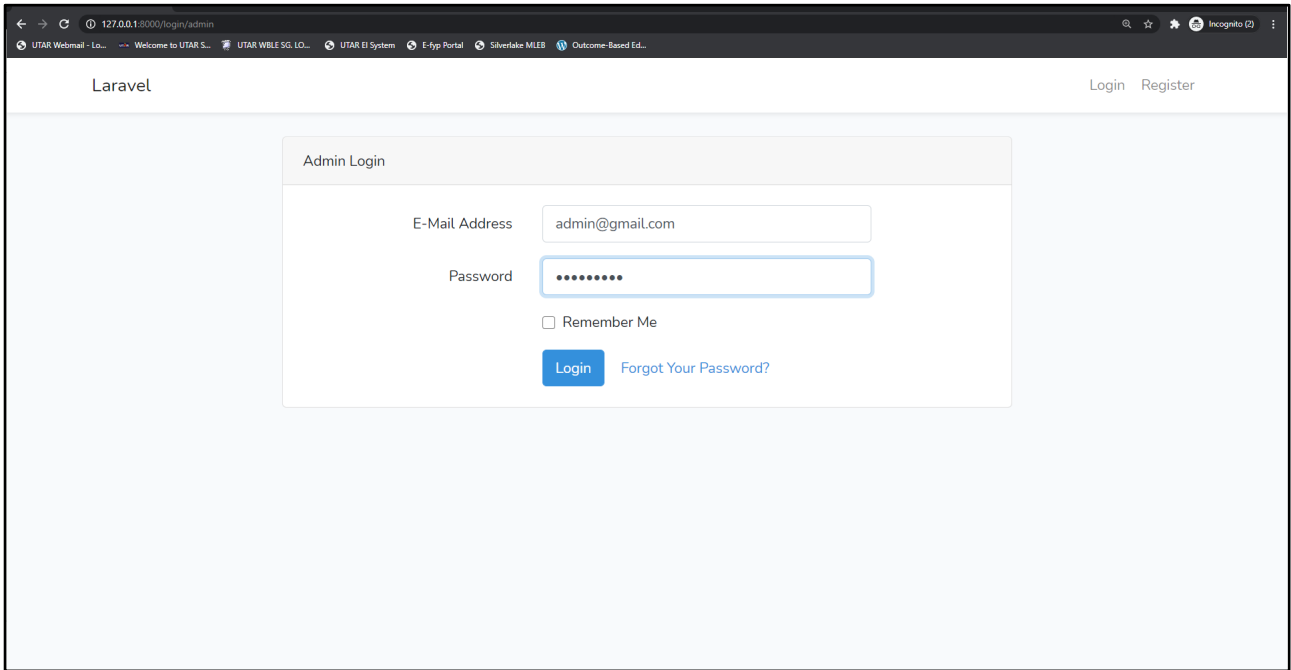 127.0.0.1:8000/login/admin
Incognito (2)
UTAR Webmail - Lo... Welcome to UTAR S... UTAR WBLE SG. LO... UTAR EI System E-fyp Portal Silverlake MLEB Outcome-Based Ed...
Laravel Login Register
Admin Login
E-Mail Address admin@gmail.com
Password •••••••••
Remember Me
Login Forgot Your Password?